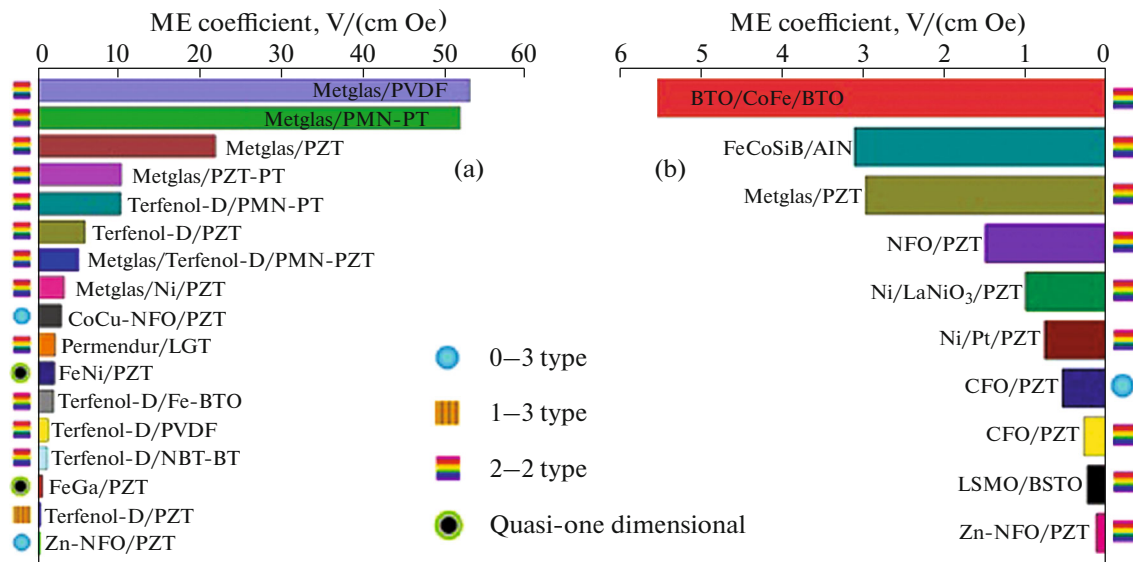 ME coefficient, V/(cm Oe)
0 10 20 30 40 50 60
Metglas/PVDF
Metglas/PMN-PT
Metglas/PZT
(a)
Metglas/PZT-PT
Terfenol-D/PMN-PT
Terfenol-D/PZT
Metglas/Terfenol-D/PMN-PZT
Metglas/Ni/PZT
CoCu-NFO/PZT
Permendur/LGT
FeNi/PZT
Terfenol-D/Fe-BTO
Terfenol-D/PVDF
Terfenol-D/NBT-BT
FeGa/PZT
Terfenol-D/PZT
Zn-NFO/PZT
0–3 type
1–3 type
2–2 type
Quasi-one dimensional
ME coefficient, V/(cm Oe)
6 5 4 3 2 1 0
BTO/CoFe/BTO
FeCoSiB/AIN
(b)
Metglas/PZT
NFO/PZT
Ni/LaNiO₃/PZT
Ni/Pt/PZT
CFO/PZT
CFO/PZT
LSMO/BSTO
Zn-NFO/PZT